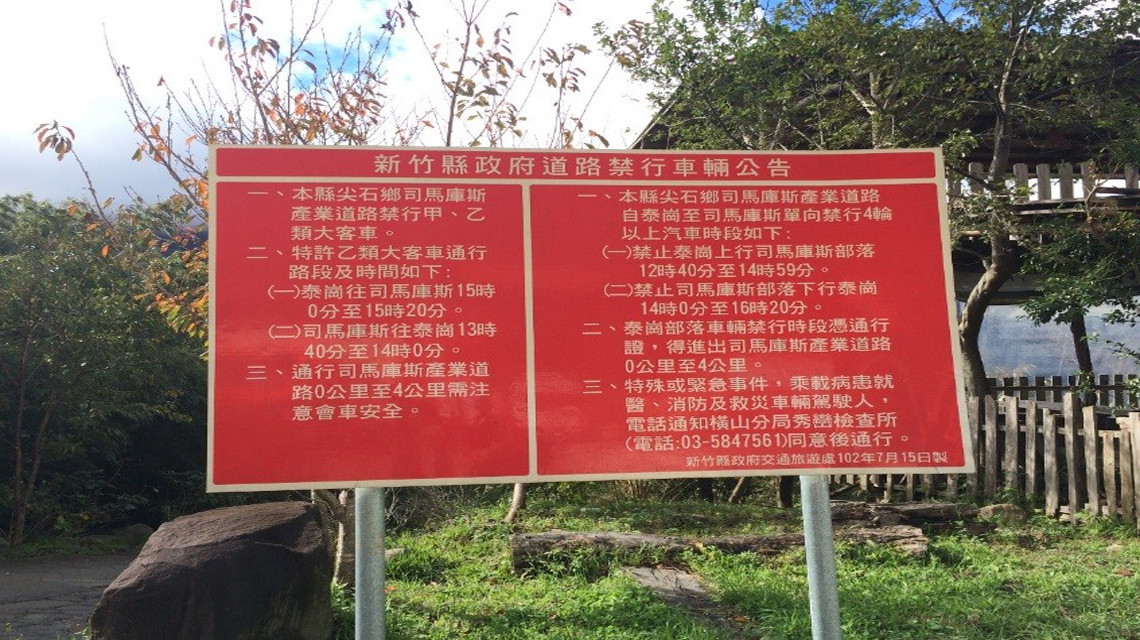 新竹縣政府道路禁行車輛公告
一、本縣尖石鄉司馬庫斯
產業道路禁行甲、乙
類大客車。
二、特許乙類大客車通行
路段及時間如下:
㈠泰崗往司馬庫斯15時
0分至15時20分。
㈡司馬庫斯往泰崗13時
40分至14時0分。
三、通行司馬庫斯產業道
路0公里至4公里需注
意會車安全。
一、本縣尖石鄉司馬庫斯產業道路
自泰崗至司馬庫斯單向禁行4輪
以上汽車時段如下:
㈠禁止泰崗上行司馬庫斯部落
12時40分至14時59分。
㈡禁止司馬庫斯部落下行泰崗
14時0分至16時20分。
二、泰崗部落車輛禁行時段憑通行
證，得進出司馬庫斯產業道路
0公里至4公里。
三、特殊或緊急事件，乘載病患就
醫、消防及救災車輛駕駛人，
電話通知橫山分局秀巒檢查所
(電話:03-5847561)同意後通行。
新竹縣政府交通旅遊處102年7月15日製